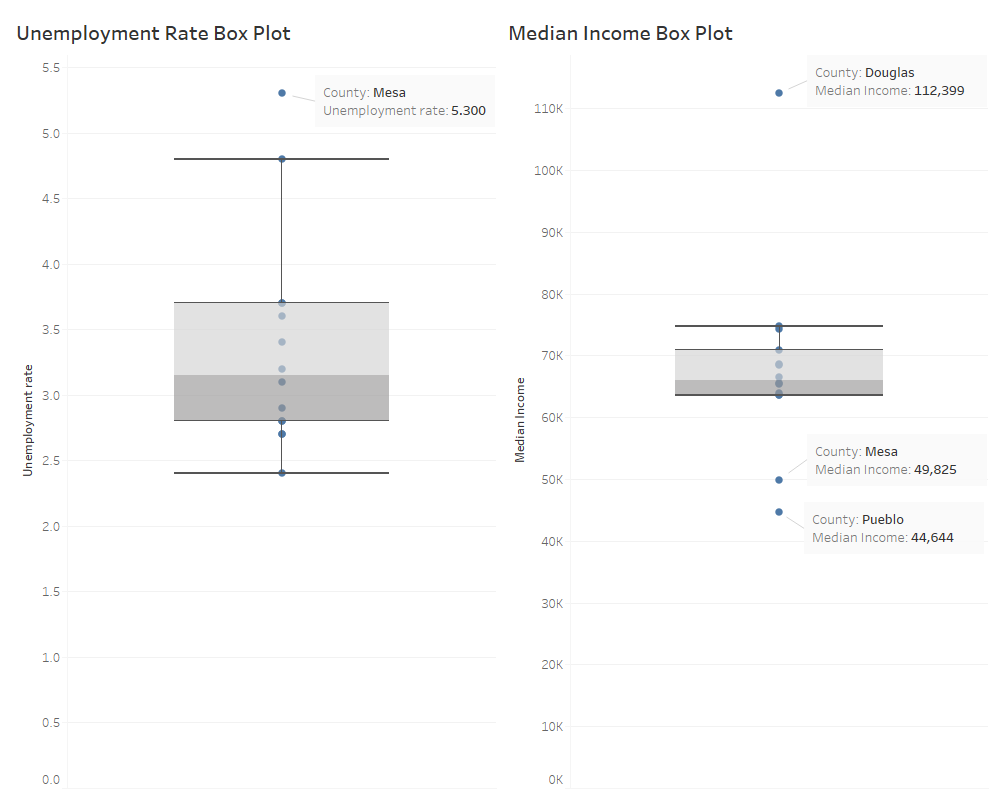 Unemployment Rate Box Plot
5.5
5.0
4.5
4.0
3.5
3.0
2.5
2.0
1.5
1.0
0.5
0.0
Unemployment rate
County: Mesa
Unemployment rate: 5.300
Median Income Box Plot
110K
100K
90K
80K
70K
60K
50K
40K
30K
20K
10K
0K
Median Income
County: Douglas
Median Income: 112,399
County: Mesa
Median Income: 49,825
County: Pueblo
Median Income: 44,644